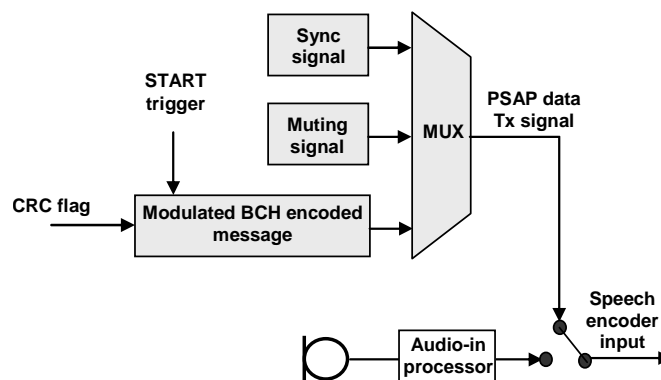 Sync
signal
START
trigger
PSAP data
Tx signal
Muting
signal
MUX
CRC flag
Modulated BCH encoded
message
Speech
encoder
input
Audio-in
processor